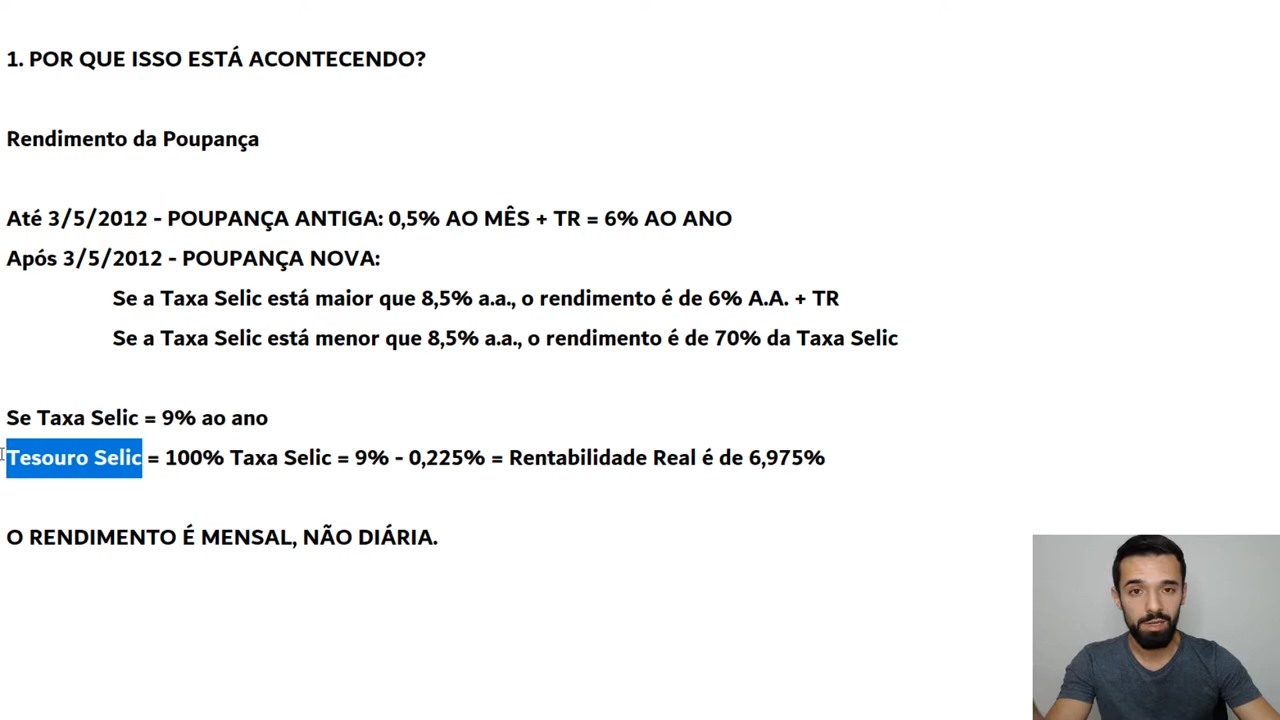 1. POR QUE ISSO ESTÁ ACONTECENDO?
Rendimento da Poupança
Até 3/5/2012 - POUPANÇA ANTIGA: 0,5% AO MÊS + TR = 6% AO ANO
Após 3/5/2012 - POUPANÇA NOVA:
Se a Taxa Selic está maior que 8,5% a.a., o rendimento é de 6% A.A. + TR
Se a Taxa Selic está menor que 8,5% a.a., o rendimento é de 70% da Taxa Selic
Se Taxa Selic = 9% ao ano
Tesouro Selic = 100% Taxa Selic = 9% - 0,225% = Rentabilidade Real é de 6,975%
O RENDIMENTO É MENSAL, NÃO DIÁRIA.